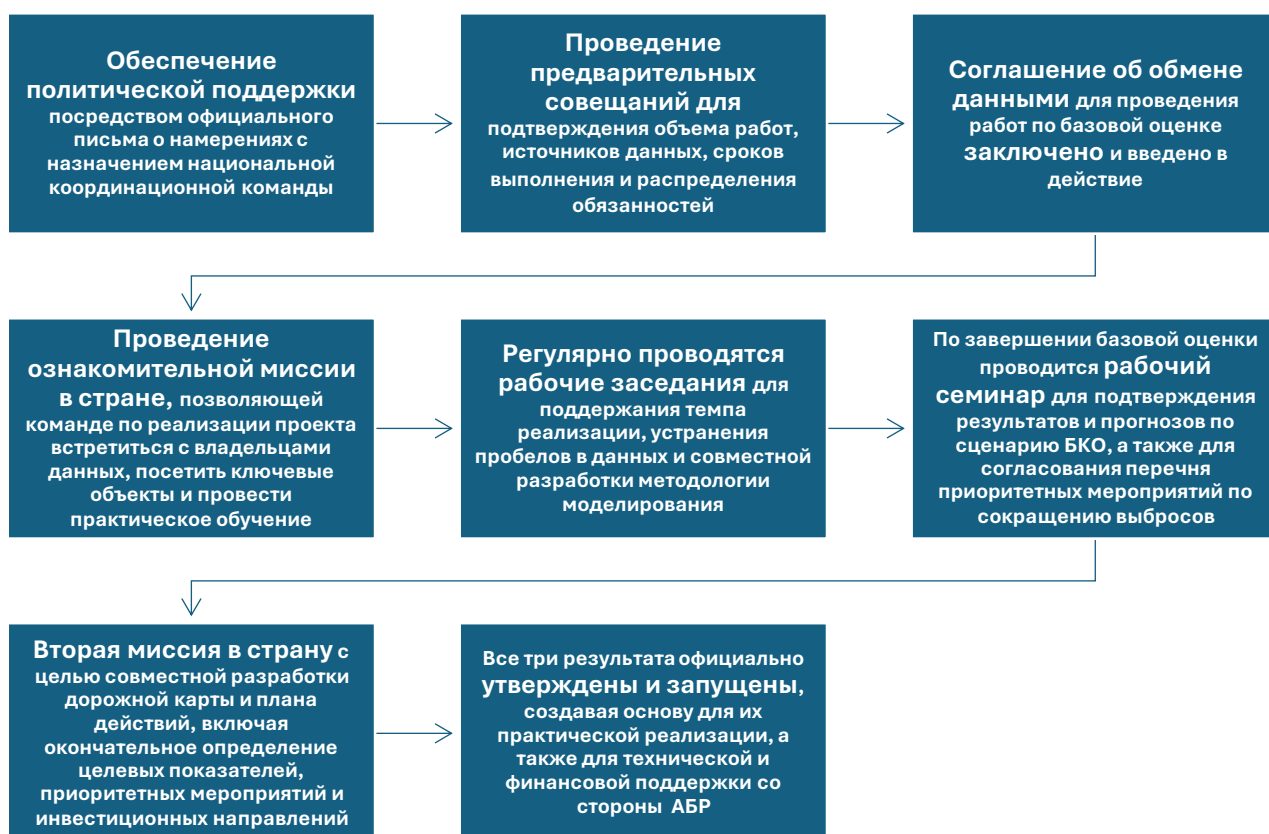 Обеспечение
политической поддержки
посредством официального
письма о намерениях с
назначением национальной
координационной команды
Проведение
предварительных
совещаний для
подтверждения объема работ,
источников данных, сроков
выполнения и распределения
обязанностей
Соглашение об обмене
данными для проведения
работ по базовой оценке
заключено и введено в
действие
Проведение
ознакомительной миссии
в стране, позволяющей
команде по реализации проекта
встретиться с владельцами
данных, посетить ключевые
объекты и провести
практическое обучение
Регулярно проводятся
рабочие заседания для
поддержания темпа
реализации, устранения
пробелов в данных и совместной
разработки методологии
моделирования
По завершении базовой оценки
проводится рабочий
семинар для подтверждения
результатов и прогнозов по
сценарию БКО, а также для
согласования перечня
приоритетных мероприятий по
сокращению выбросов
Вторая миссия в страну с
целью совместной разработки
дорожной карты и плана
действий, включая
окончательное определение
целевых показателей,
приоритетных мероприятий и
инвестиционных направлений
Все три результата официально
утверждены и запущены,
создавая основу для их
практической реализации, а
также для технической и
финансовой поддержки со
стороны АБР